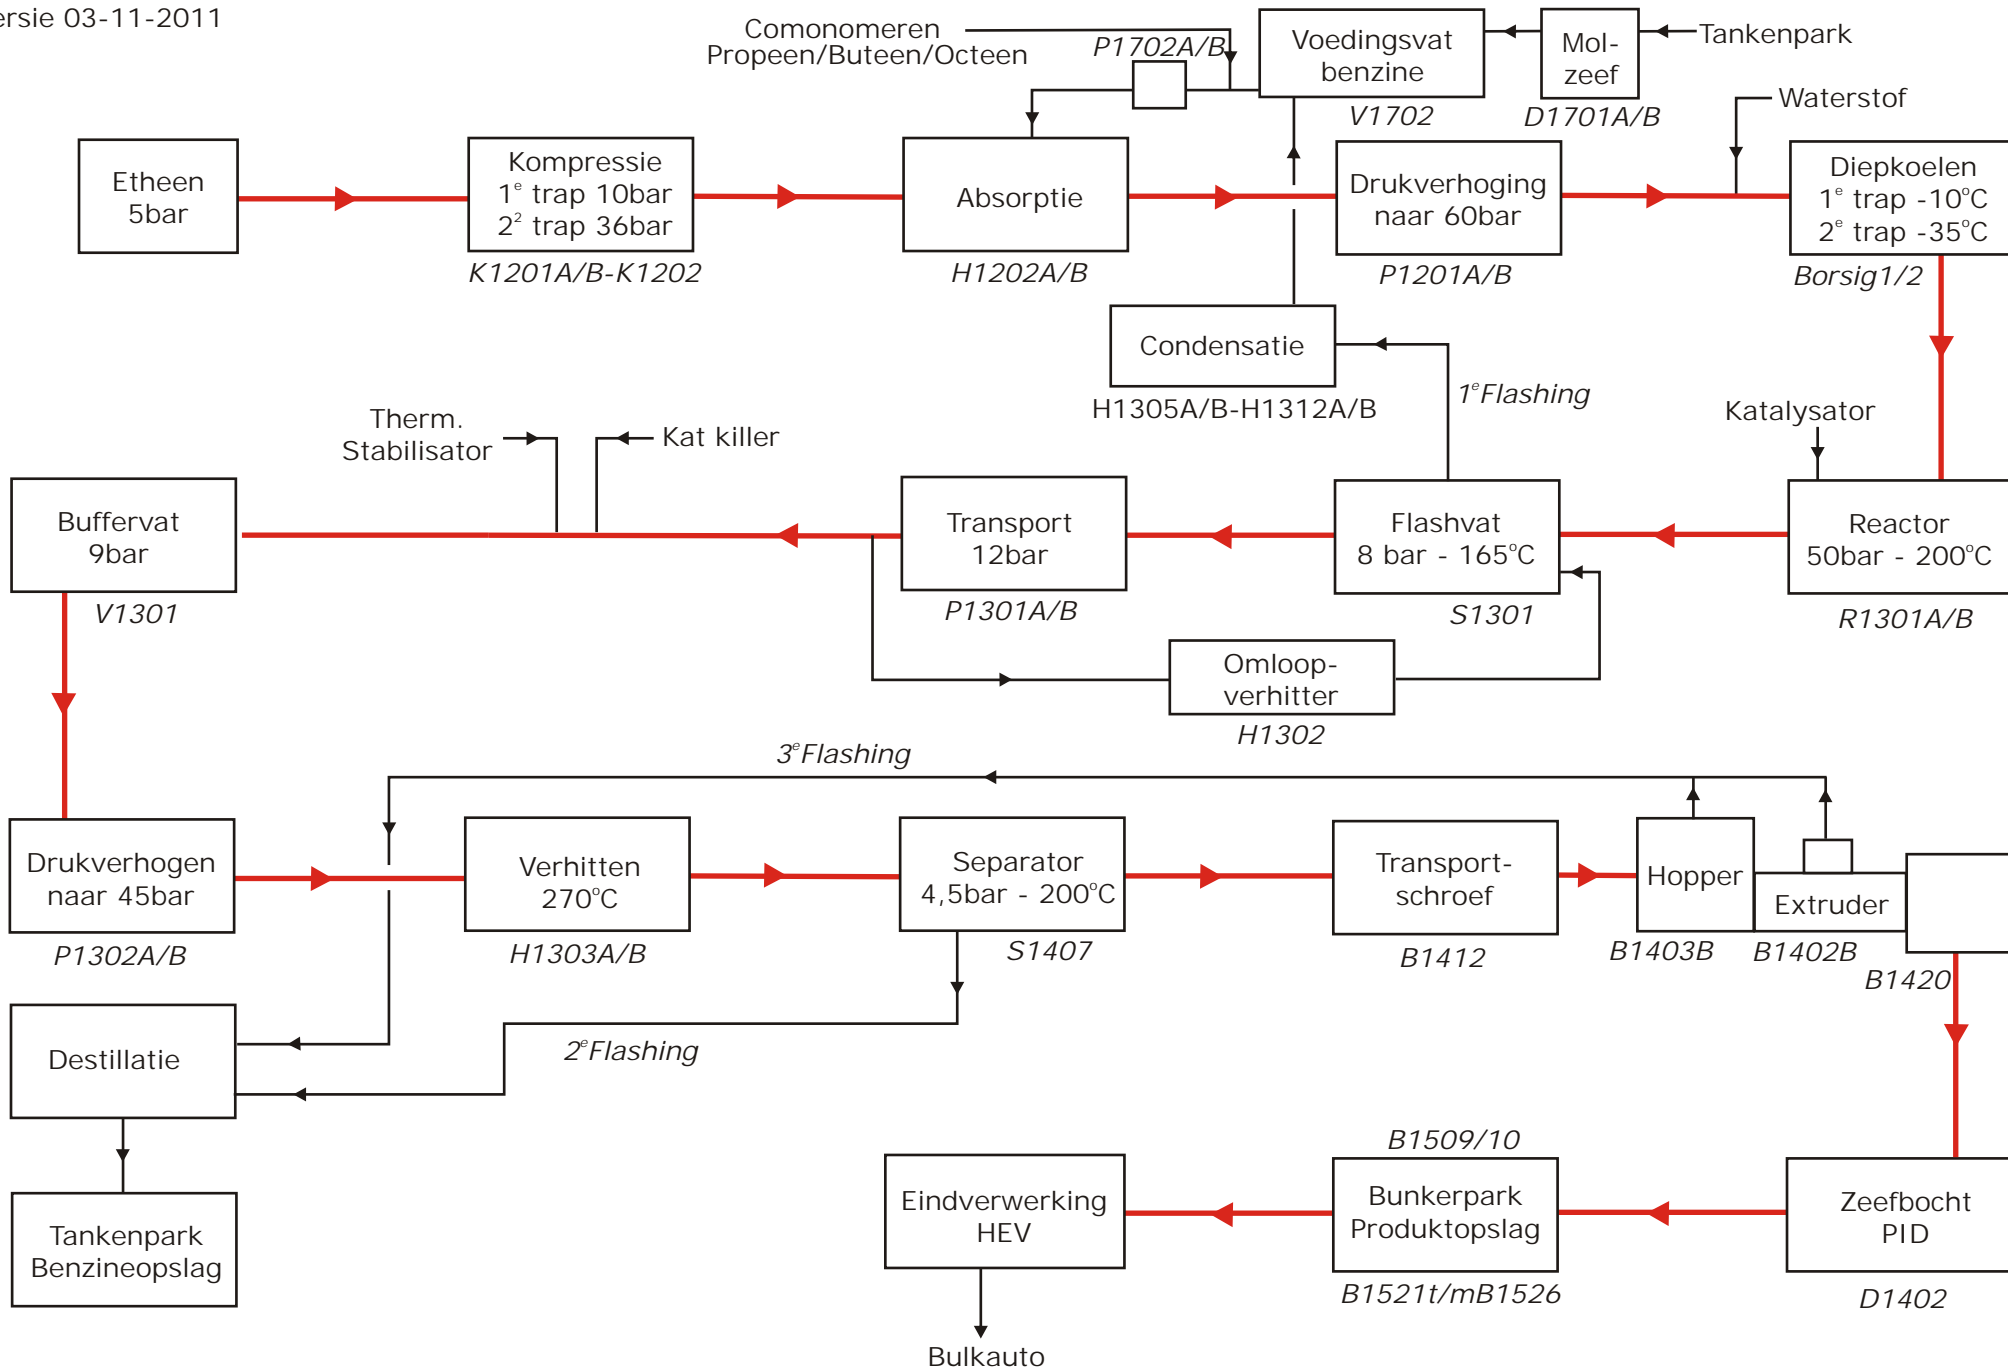 ersie 03-11-2011
Comonomeren
Propeen/Buteen/Octeen
P1702A/B
Voedingsvat
benzine
V1702
Mol-
zeef
D1701A/B
Tankenpark
Waterstof
Etheen
5bar
Kompressie
1e trap 10bar
2² trap 36bar
K1201A/B-K1202
Absorptie
H1202A/B
Drukverhoging
naar 60bar
P1201A/B
Diepkoelen
1e trap -10°C
2e trap -35°C
Borsig1/2
Condensatie
H1305A/B-H1312A/B
1e Flashing
Katalysator
Therm.
Stabilisator
Kat killer
Buffervat
9bar
V1301
Transport
12bar
P1301A/B
Flashvat
8 bar - 165°C
S1301
Reactor
50bar - 200°C
R1301A/B
Omloop-
verhitter
H1302
3e Flashing
Drukverhogen
naar 45bar
P1302A/B
Verhitten
270°C
H1303A/B
Separator
4,5bar - 200°C
S1407
Transport-
schroef
B1412
Hopper
B1403B
Extruder
B1402B
B1420
Destillatie
2e Flashing
Tankenpark
Benzineopslag
Eindverwerking
HEV
Bulkauto
B1509/10
Bunkerpark
Produktopslag
B1521t/mB1526
Zeefbocht
PID
D1402